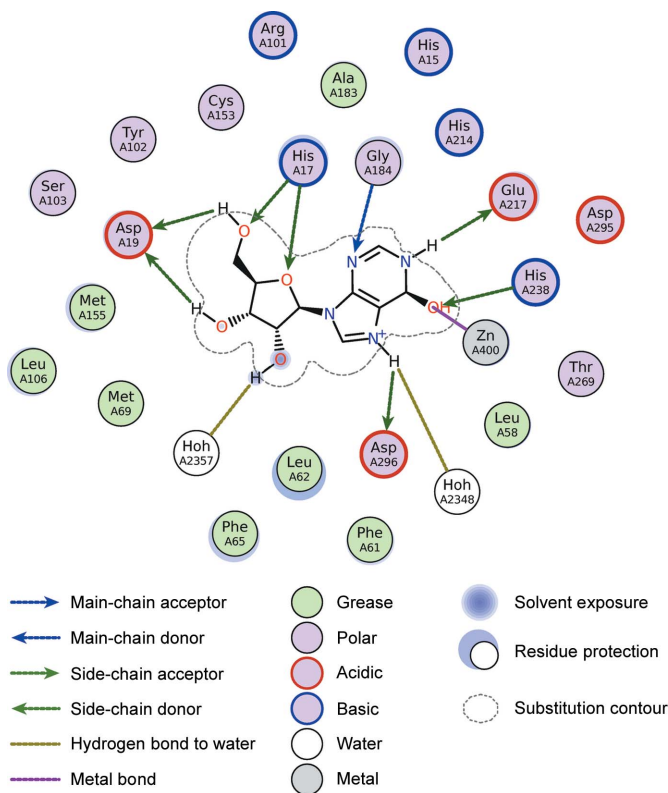 Arg
A101
His
A15
Ala
A183
Cys
A153
His
A214
Tyr
A102
His
A17
Gly
A184
Glu
A217
Ser
A103
Asp
A19
Asp
A295
H
O
H
N
N
His
A238
O
Met
A155
H
O
N
OH
Zn
A400
N+
O
H
H
Thr
A269
Leu
A106
Met
A69
Leu
A58
Hoh
A2357
Leu
A62
Asp
A296
Hoh
A2348
Phe
A65
Phe
A61
Main-chain acceptor
Main-chain donor
Side-chain acceptor
Side-chain donor
Hydrogen bond to water
Metal bond
Grease
Polar
Acidic
Basic
Water
Metal
Solvent exposure
Residue protection
Substitution contour